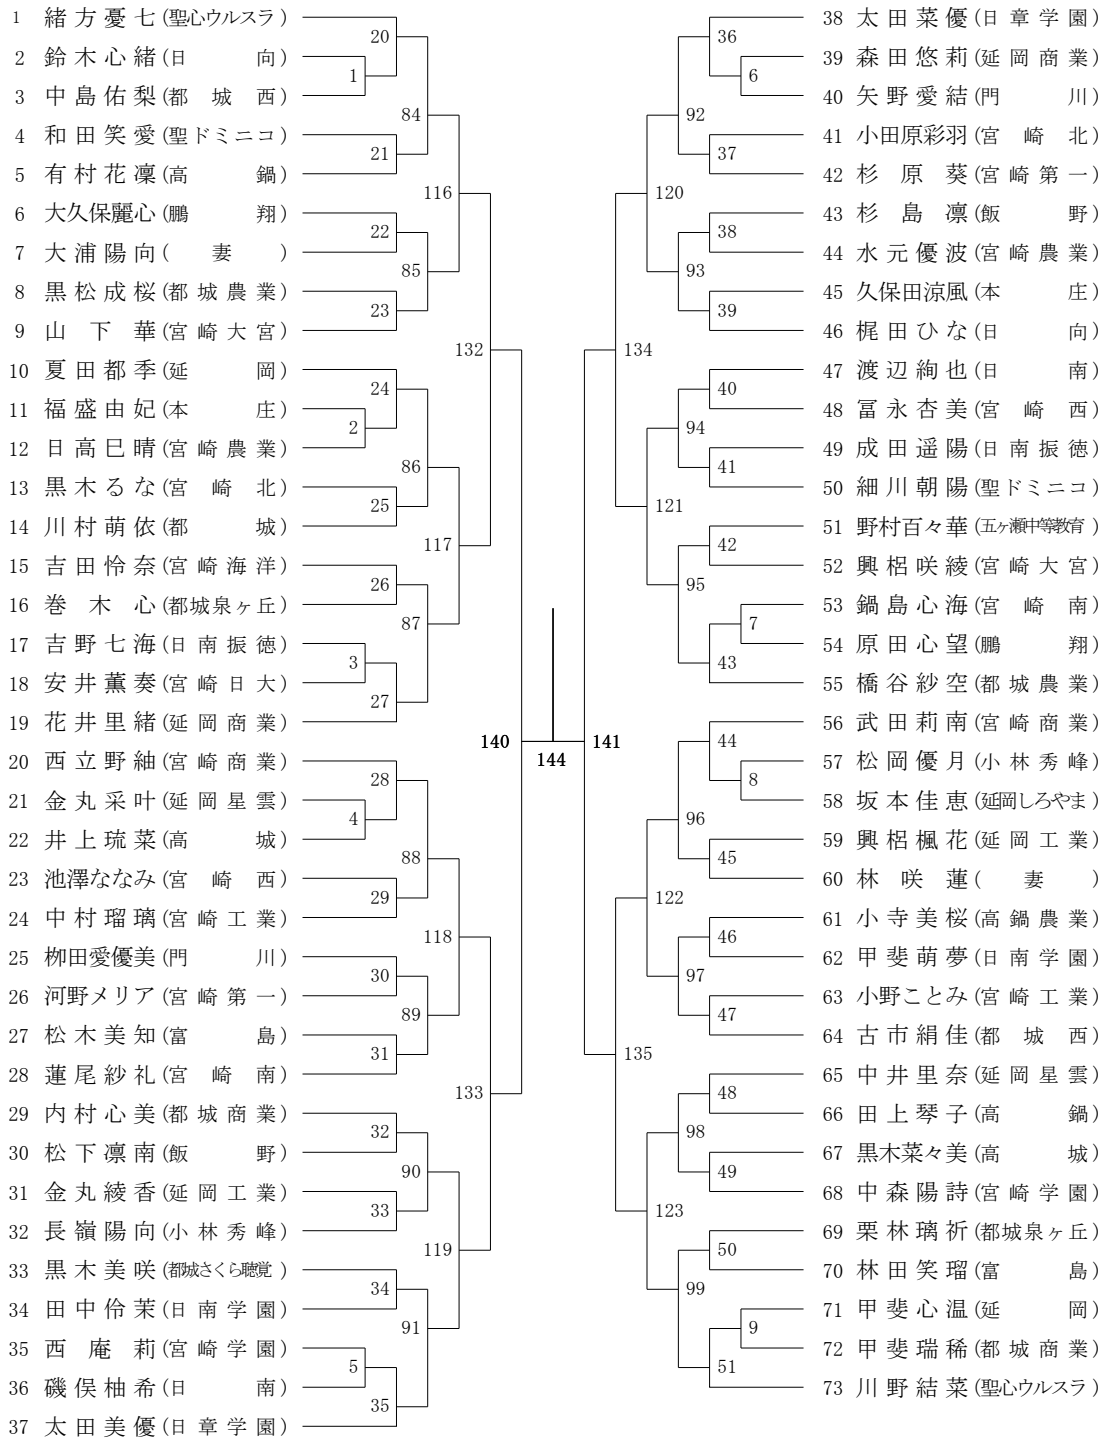 1 緒方憂七(聖心ウルスラ)
2 鈴木心緒(日向)
3 中島佑梨(都城西)
4 和田笑愛(聖ドミニコ)
5 有村花凜(高鍋)
6 大久保麗心(鵬翔)
7 大浦陽向(妻)
8 黒松成桜(都城農業)
9 山下華(宮崎大宮)
10 夏田都季(延岡)
11 福盛由妃(本庄)
12 日高巳晴(宮崎農業)
13 黒木るな(宮崎北)
14 川村萌依(都城)
15 吉田怜奈(宮崎海洋)
16 巻木心(都城泉ヶ丘)
17 吉野七海(日南振徳)
18 安井薫奏(宮崎日大)
19 花井里緒(延岡商業)
20 西立野紬(宮崎商業)
21 金丸采叶(延岡星雲)
22 井上琉菜(高城)
23 池澤ななみ(宮崎西)
24 中村瑠璃(宮崎工業)
25 栁田愛優美(門川)
26 河野メリア(宮崎第一)
27 松木美知(富島)
28 蓮尾紗礼(宮崎南)
29 内村心美(都城商業)
30 松下凛南(飯野)
31 金丸綾香(延岡工業)
32 長嶺陽向(小林秀峰)
33 黒木美咲(都城さくら聴覚)
34 田中伶茉(日南学園)
35 西庵莉(宮崎学園)
36 磯俣柚希(日南)
37 太田美優(日章学園)
20
1
84
21
116
22
85
23
132
24
2
86
25
117
26
87
3
27
140
28
4
88
29
118
30
89
31
133
32
90
33
119
34
91
5
35
144
141
36
6
92
37
120
38
93
39
134
40
94
41
121
42
95
7
43
44
8
96
45
122
46
97
47
135
48
98
49
123
50
99
9
51
38 太田菜優(日章学園)
39 森田悠莉(延岡商業)
40 矢野愛結(門川)
41 小田原彩羽(宮崎北)
42 杉原葵(宮崎第一)
43 杉島凛(飯野)
44 水元優波(宮崎農業)
45 久保田涼風(本庄)
46 梶田ひな(日向)
47 渡辺絢也(日南)
48 冨永杏美(宮崎西)
49 成田遥陽(日南振徳)
50 細川朝陽(聖ドミニコ)
51 野村百々華(五ヶ瀬中等教育)
52 興梠咲綾(宮崎大宮)
53 鍋島心海(宮崎南)
54 原田心望(鵬翔)
55 橋谷紗空(都城農業)
56 武田莉南(宮崎商業)
57 松岡優月(小林秀峰)
58 坂本佳恵(延岡しろやま)
59 興梠楓花(延岡工業)
60 林咲蓮(妻)
61 小寺美桜(高鍋農業)
62 甲斐萌夢(日南学園)
63 小野ことみ(宮崎工業)
64 古市絹佳(都城西)
65 中井里奈(延岡星雲)
66 田上琴子(高鍋)
67 黒木菜々美(高城)
68 中森陽詩(宮崎学園)
69 栗林璃祈(都城泉ヶ丘)
70 林田笑瑠(富島)
71 甲斐心温(延岡)
72 甲斐瑞稀(都城商業)
73 川野結菜(聖心ウルスラ)